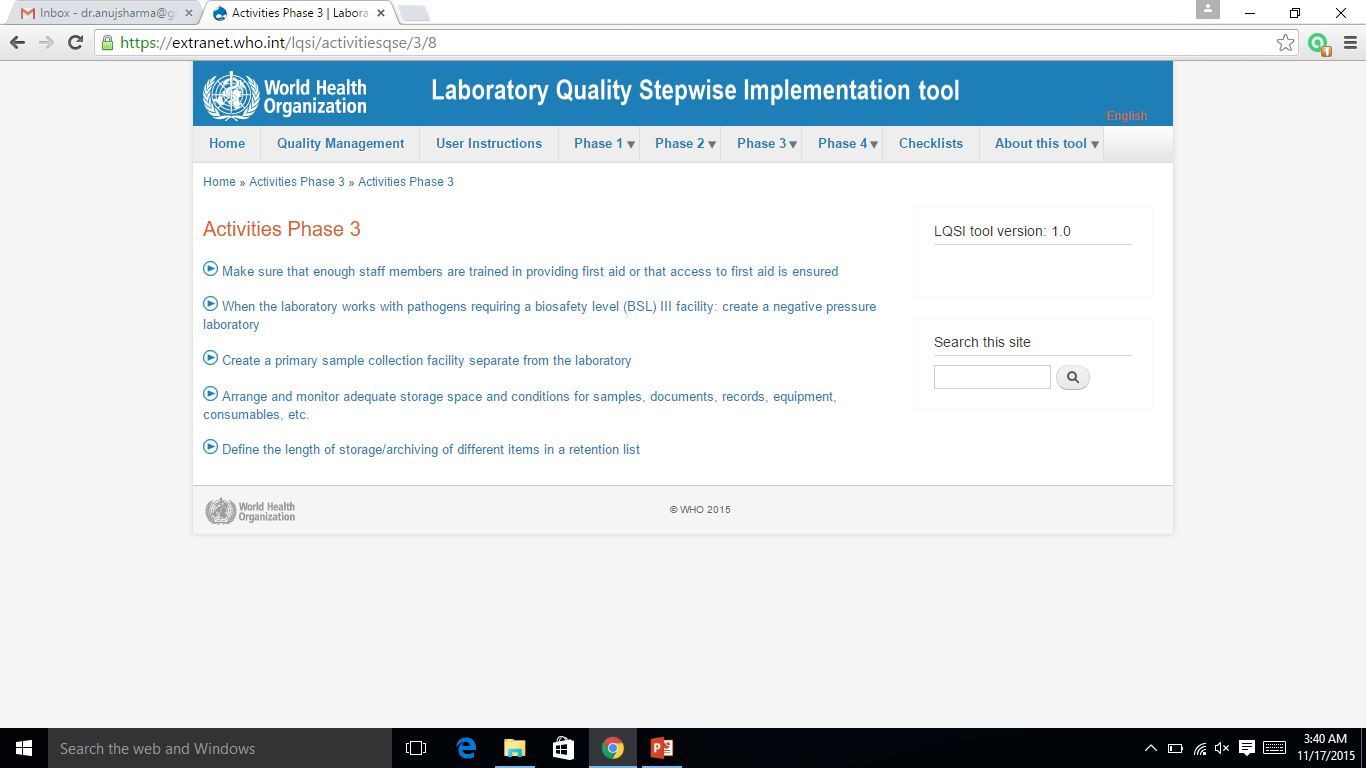 Inbox - dr.anujsharma@g
Activities Phase 3 | Labora
https://extranet.who.int/lqsi/activitiesqse/3/8
1
World Health
Organization
Laboratory Quality Stepwise Implementation tool
English
Home
Quality Management
User Instructions
Phase 1
Phase 2
Phase 3
Phase 4
Checklists
About this tool
Home » Activities Phase 3 » Activities Phase 3
Activities Phase 3
Make sure that enough staff members are trained in providing first aid or that access to first aid is ensured
When the laboratory works with pathogens requiring a biosafety level (BSL) III facility: create a negative pressure
laboratory
Create a primary sample collection facility separate from the laboratory
Arrange and monitor adequate storage space and conditions for samples, documents, records, equipment,
consumables, etc.
Define the length of storage/archiving of different items in a retention list
LQSI tool version: 1.0
Search this site
World Health
Organization
© WHO 2015
Search the web and Windows
3:40 AM
11/17/2015